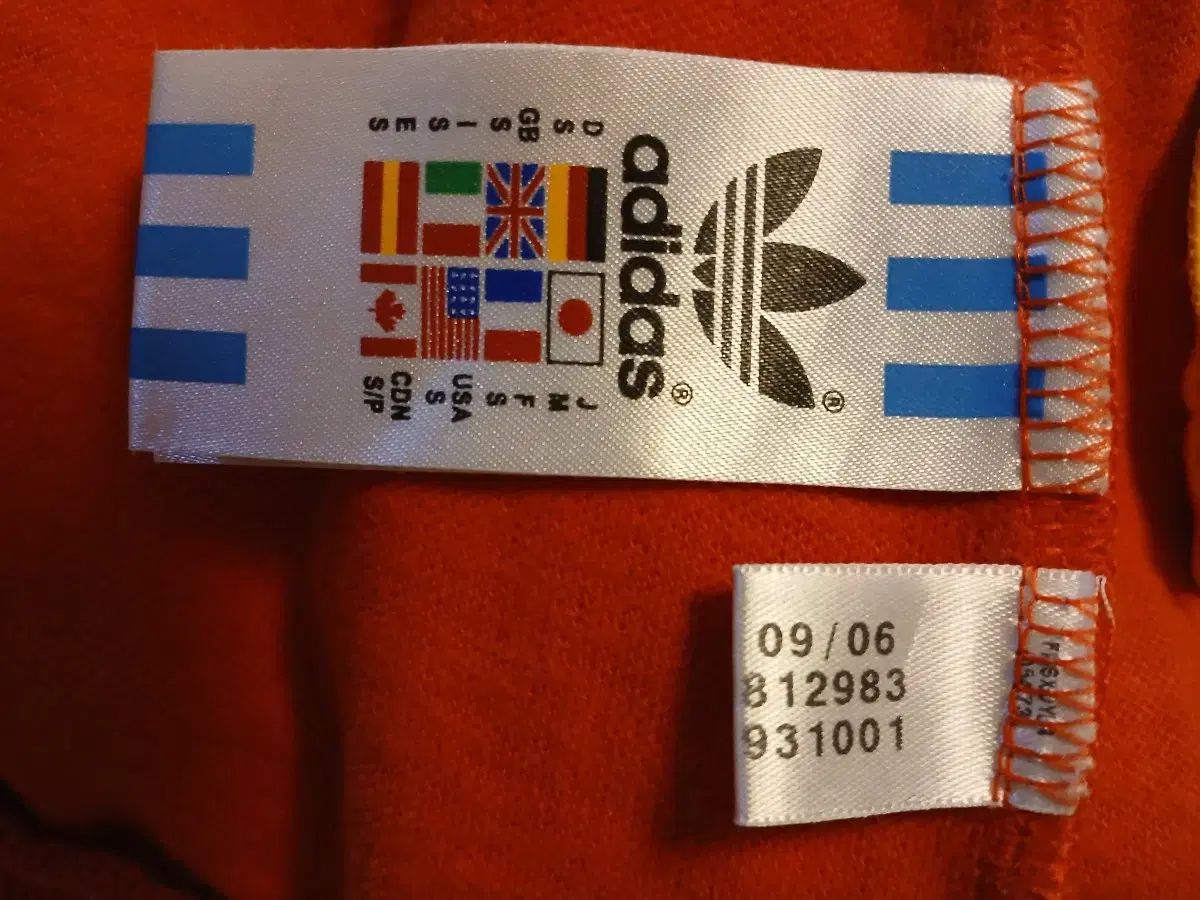 adidas®
®
D GB I E
S S S S
J F USA CDN
M S S S/P
09/06
812983
931001